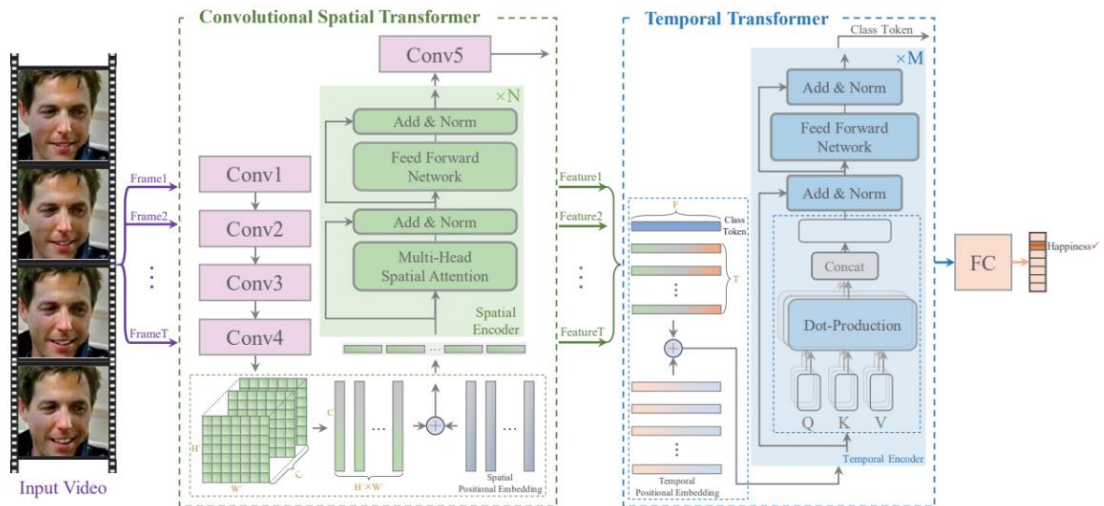 Convolutional Spatial Transformer
Temporal Transformer
Input Video
Frame1
Frame2
FrameT
Conv1
Conv2
Conv3
Conv4
Conv5
×N
Add & Norm
Feed Forward
Network
Add & Norm
Multi-Head
Spatial Attention
Spatial
Encoder
H'
W'
C
C
H'×W'
Spatial
Positional Embedding
Feature1
Feature2
FeatureT
F
Class
Token
T
Temporal
Positional Embedding
Class Token
×M
Add & Norm
Feed Forward
Network
Add & Norm
Concat
Dot-Production
Q K V
Temporal Encoder
FC
Happiness✓